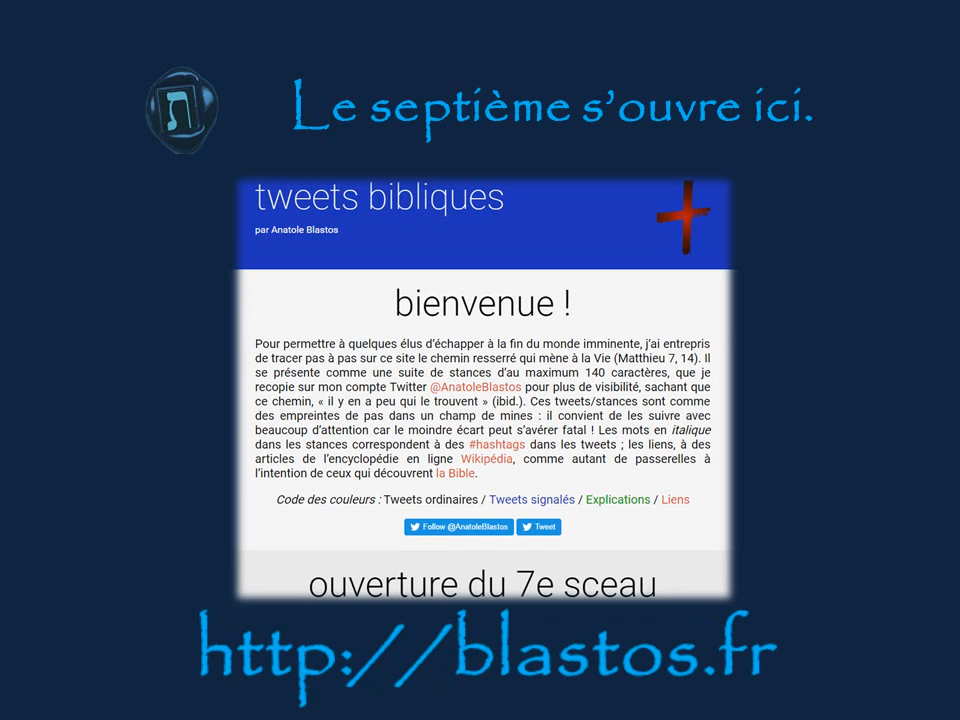 ת
Le septième s’ouvre ici.
tweets bibliques
par Anatole Blastos
bienvenue !
Pour permettre à quelques élus d’échapper à la fin du monde imminente, j’ai entrepris
de tracer pas à pas sur ce site le chemin resserré qui mène à la Vie (Matthieu 7, 14). Il
se présente comme une suite de stances d’au maximum 140 caractères, que je
recopie sur mon compte Twitter @AnatoleBlastos pour plus de visibilité, sachant que
ce chemin, « il y en a peu qui le trouvent » (ibid.). Ces tweets/stances sont comme
des empreintes de pas dans un champ de mines : il convient de les suivre avec
beaucoup d’attention car le moindre écart peut s’avérer fatal ! Les mots en italique
dans les stances correspondent à des #hashtags dans les tweets ; les liens, à des
articles de l’encyclopédie en ligne Wikipédia, comme autant de passerelles à
l’intention de ceux qui découvrent la Bible.
Code des couleurs : Tweets ordinaires / Tweets signalés / Explications / Liens
Follow @AnatoleBlastos Tweet
ouverture du 7e sceau
http://blastos.fr